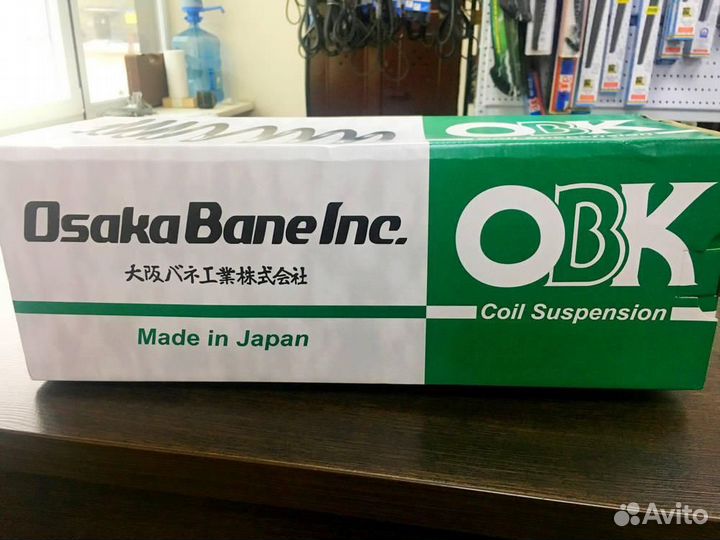 OBK
Osaka Bane Inc.
大阪バネ工業株式会社
Made in Japan
OBK
Coil Suspension
Avito